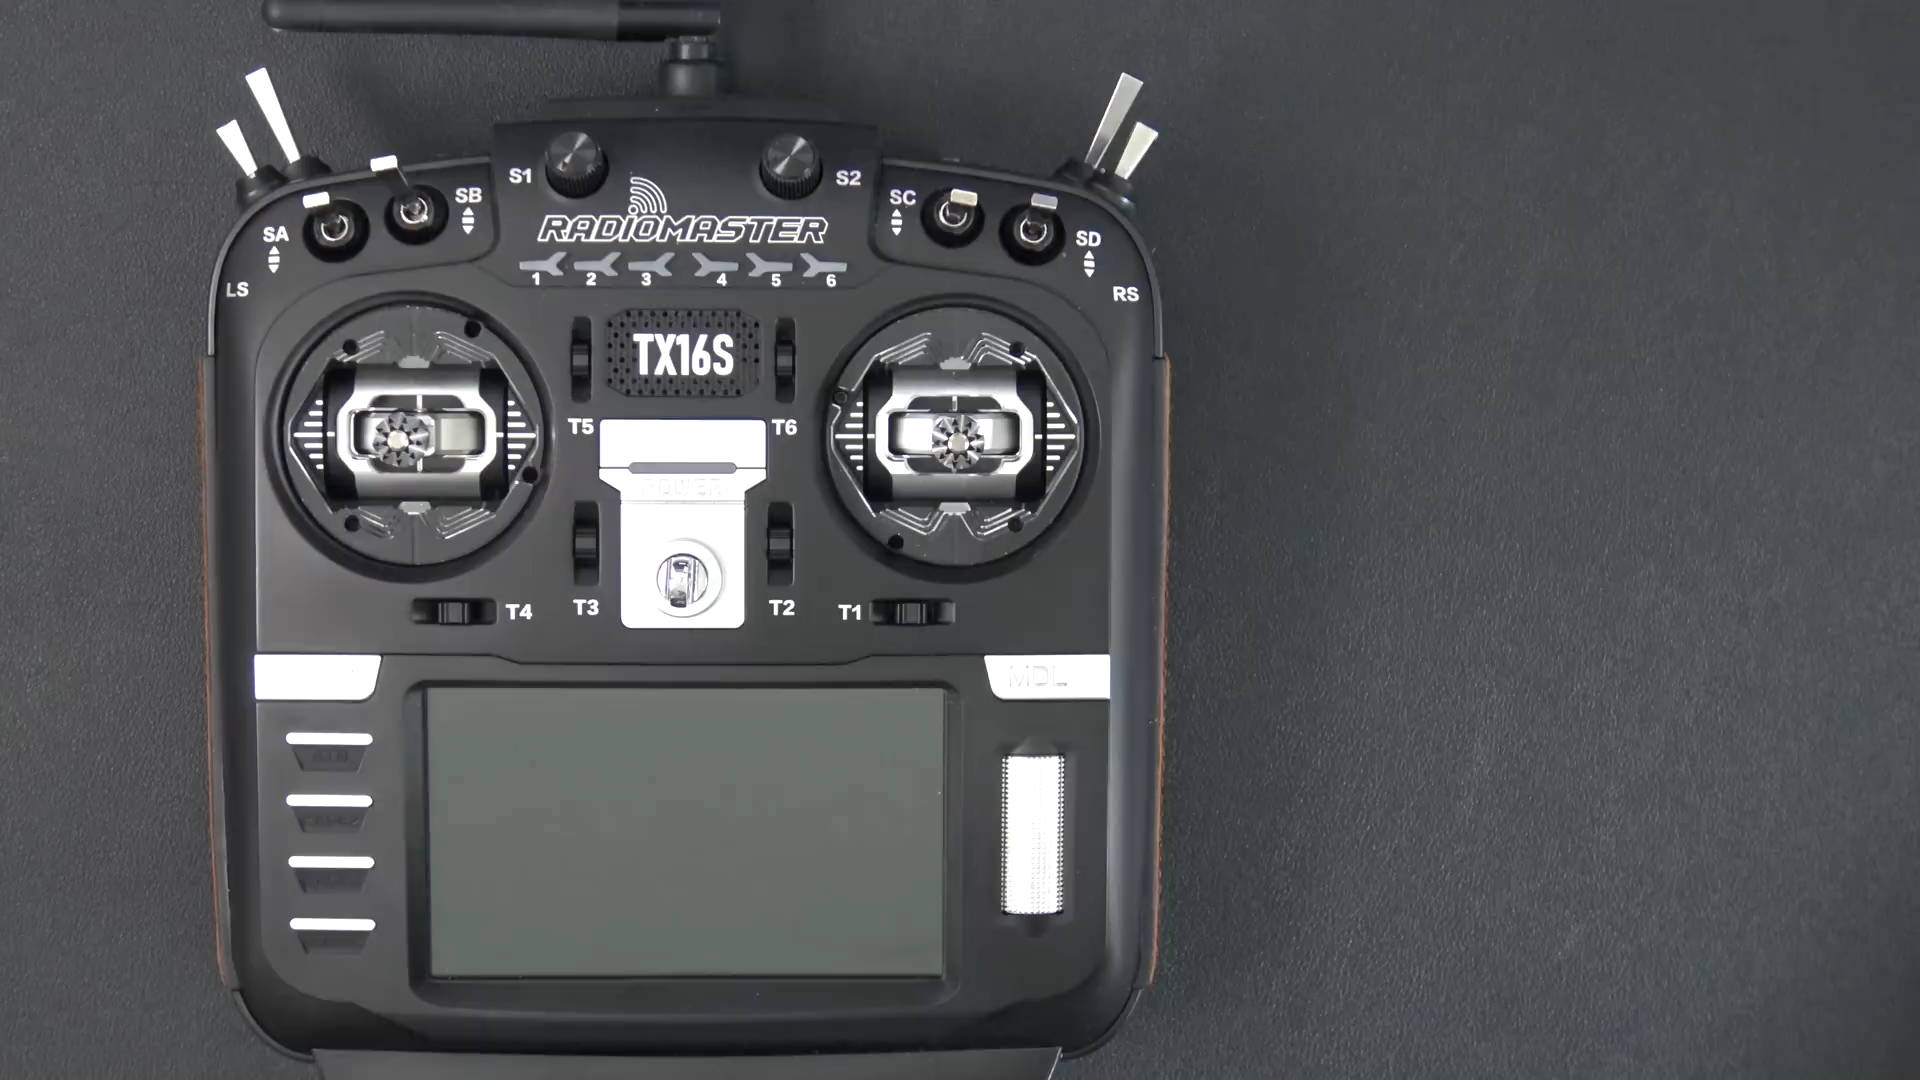 S1
S2
SB
SC
SA
SD
RADIOMASTER
1 2 3 4 5 6
LS
RS
TX16S
T5
T6
POWER
T3
T2
T4
T1
MDL